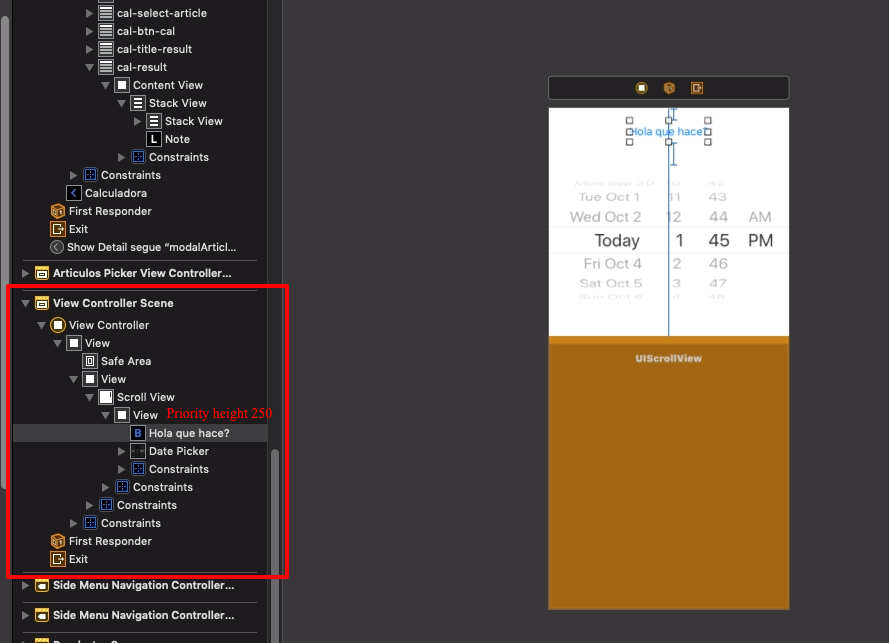 cal-select-article
cal-btn-cal
cal-title-result
cal-result
Content View
Stack View
Stack View
L Note
Constraints
Constraints
Calculadora
First Responder
Exit
Show Detail segue “modalArticl...
Articulos Picker View Controller...
View Controller Scene
View Controller
View
Safe Area
View
Scroll View
View Priority height 250
B Hola que hace?
Date Picker
Constraints
Constraints
Constraints
Constraints
First Responder
Exit
Side Menu Navigation Controller...
Side Menu Navigation Controller...
Hola que hace?
Mon Sep 30 10 42
Tue Oct 1 11 43
Wed Oct 2 12 44 AM
Today 1 45 PM
Fri Oct 4 2 46
Sat Oct 5 3 47
Sun Oct 6 4 48
UIScrollView